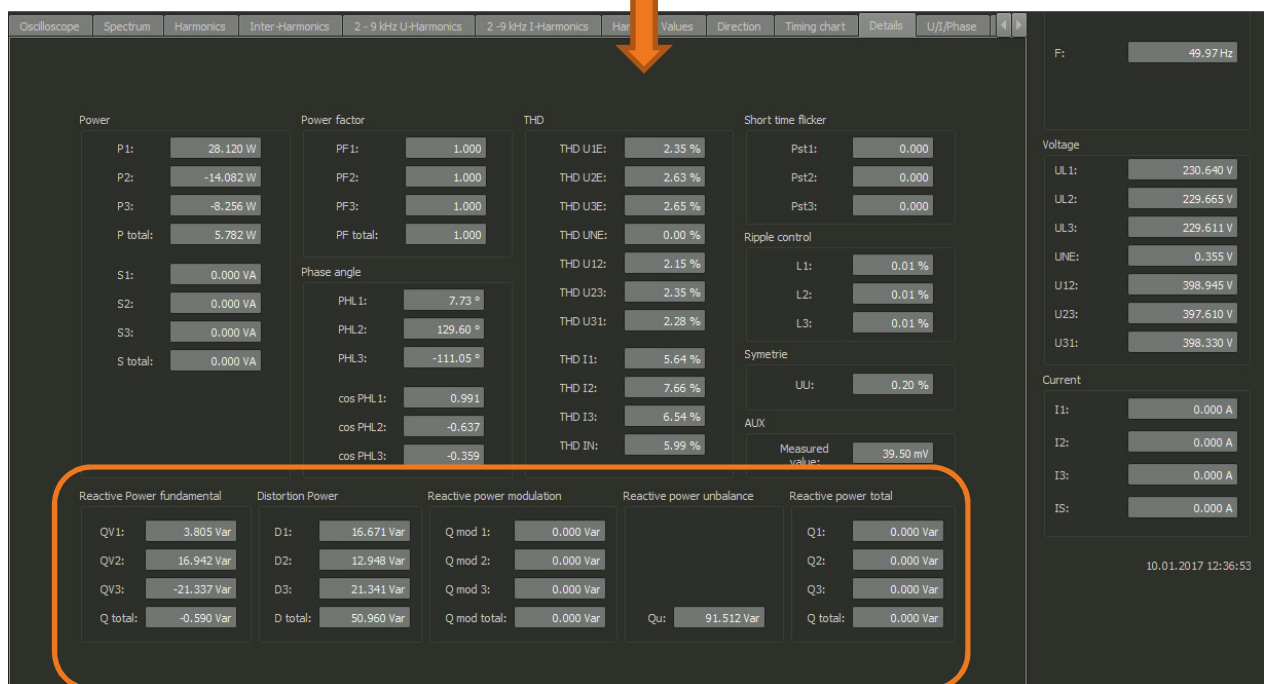 Oscilloscope Spectrum Harmonics Inter-Harmonics 2 - 9 kHz U-Harmonics 2 -9 kHz I-Harmonics Values Direction Timing chart Details U/I/Phase
F: 49.97 Hz
Power
P1: 28.120 W
P2: -14.082 W
P3: -8.256 W
P total: 5.782 W
S1: 0.000 VA
S2: 0.000 VA
S3: 0.000 VA
S total: 0.000 VA
Power factor
PF1: 1.000
PF2: 1.000
PF3: 1.000
PF total: 1.000
Phase angle
PHL1: 7.73 °
PHL2: 129.60 °
PHL3: -111.05 °
cos PHL1: 0.991
cos PHL2: -0.637
cos PHL3: -0.359
THD
THD U1E: 2.35 %
THD U2E: 2.63 %
THD U3E: 2.65 %
THD UNE: 0.00 %
THD U12: 2.15 %
THD U23: 2.35 %
THD U31: 2.28 %
THD I1: 5.64 %
THD I2: 7.66 %
THD I3: 6.54 %
THD IN: 5.99 %
Short time flicker
Pst1: 0.000
Pst2: 0.000
Pst3: 0.000
Ripple control
L1: 0.01 %
L2: 0.01 %
L3: 0.01 %
Symetrie
UU: 0.20 %
AUX
Measured
value: 39.50 mV
Reactive Power fundamental
QV1: 3.805 Var
QV2: 16.942 Var
QV3: -21.337 Var
Q total: -0.590 Var
Distortion Power
D1: 16.671 Var
D2: 12.948 Var
D3: 21.341 Var
D total: 50.960 Var
Reactive power modulation
Q mod 1: 0.000 Var
Q mod 2: 0.000 Var
Q mod 3: 0.000 Var
Q mod total: 0.000 Var
Reactive power unbalance
Qu: 91.512 Var
Reactive power total
Q1: 0.000 Var
Q2: 0.000 Var
Q3: 0.000 Var
Q total: 0.000 Var
Voltage
UL1: 230.640 V
UL2: 229.665 V
UL3: 229.611 V
UNE: 0.355 V
U12: 398.945 V
U23: 397.610 V
U31: 398.330 V
Current
I1: 0.000 A
I2: 0.000 A
I3: 0.000 A
IS: 0.000 A
10.01.2017 12:36:53